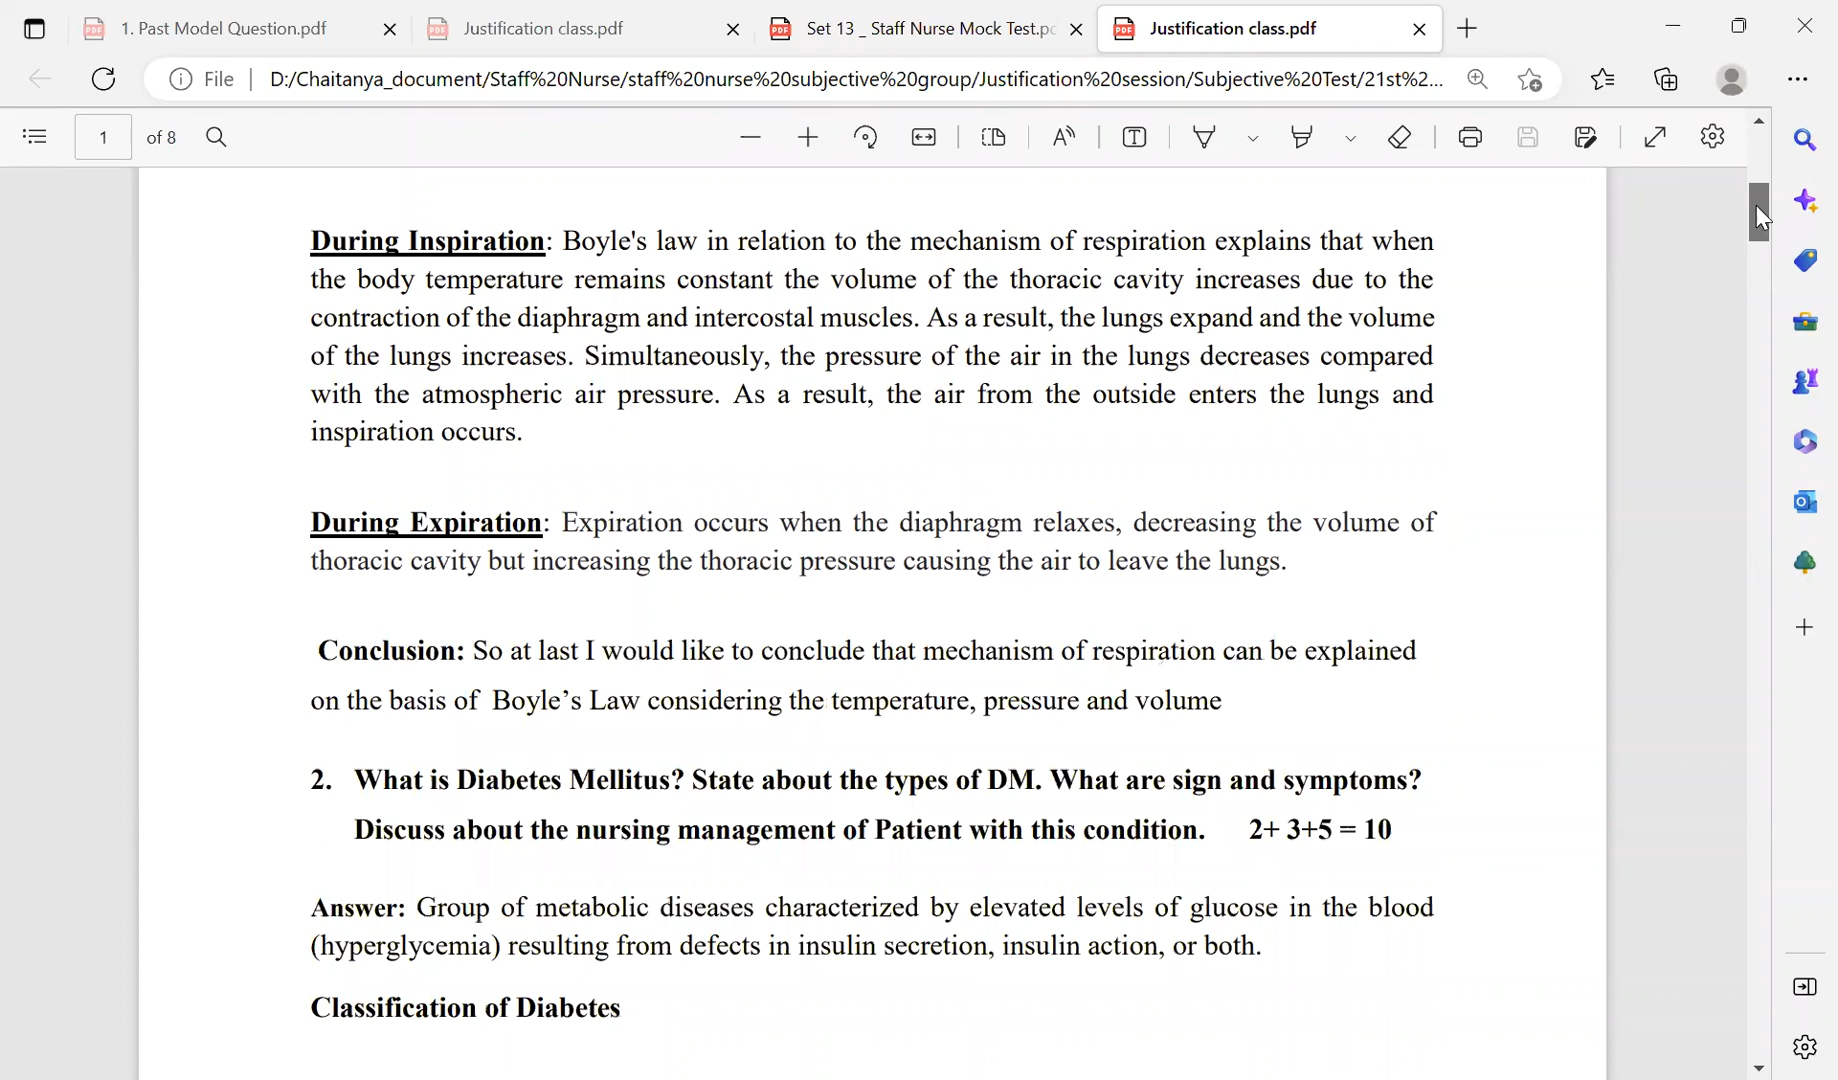 1. Past Model Question.pdf
Justification class.pdf
Set 13 _ Staff Nurse Mock Test.pc
Justification class.pdf
File
D:/Chaitanya_document/Staff%20Nurse/staff%20nurse%20subjective%20group/Justification%20session/Subjective%20Test/21st%2...
1 of 8
During Inspiration: Boyle's law in relation to the mechanism of respiration explains that when
the body temperature remains constant the volume of the thoracic cavity increases due to the
contraction of the diaphragm and intercostal muscles. As a result, the lungs expand and the volume
of the lungs increases. Simultaneously, the pressure of the air in the lungs decreases compared
with the atmospheric air pressure. As a result, the air from the outside enters the lungs and
inspiration occurs.
During Expiration: Expiration occurs when the diaphragm relaxes, decreasing the volume of
thoracic cavity but increasing the thoracic pressure causing the air to leave the lungs.
Conclusion: So at last I would like to conclude that mechanism of respiration can be explained
on the basis of Boyle’s Law considering the temperature, pressure and volume
2. What is Diabetes Mellitus? State about the types of DM. What are sign and symptoms?
Discuss about the nursing management of Patient with this condition. 2+ 3+5 = 10
Answer: Group of metabolic diseases characterized by elevated levels of glucose in the blood
(hyperglycemia) resulting from defects in insulin secretion, insulin action, or both.
Classification of Diabetes